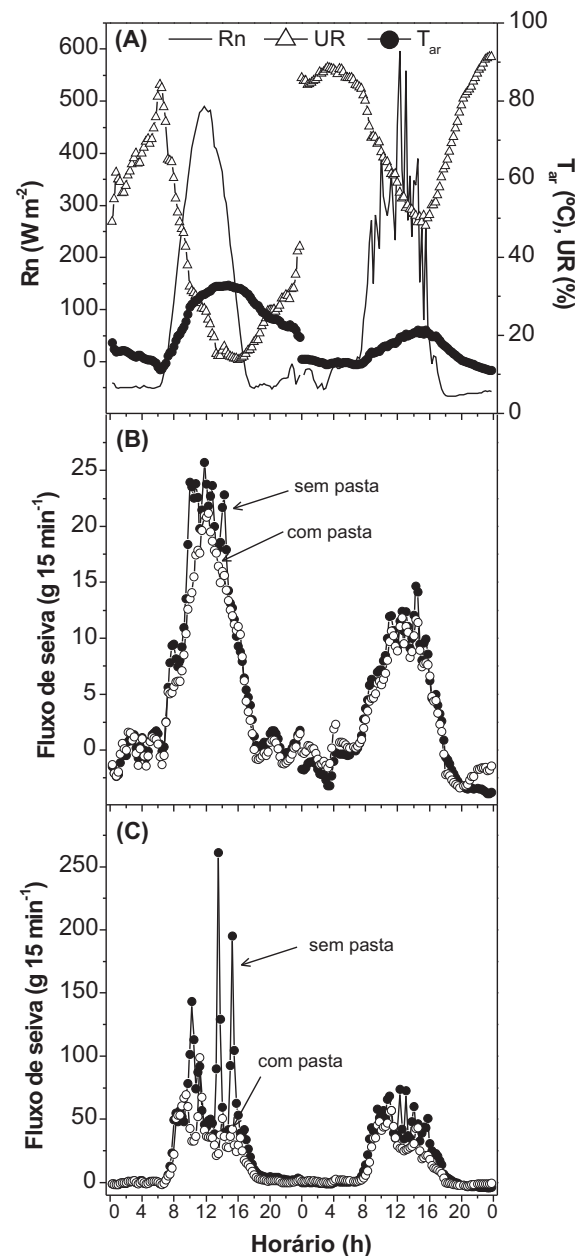 (A)
Rn
UR
T ar
600
500
400
300
200
100
0
-100
Rn (W m-2)
100
80
60
40
20
0
T ar (ºC), UR (%)
(B)
25
20
15
10
5
0
Fluxo de seiva (g 15 min-1)
sem pasta
com pasta
(C)
250
200
150
100
50
0
Fluxo de seiva (g 15 min-1)
sem pasta
com pasta
0 4 8 12 16 20 0 4 8 12 16 20 0
Horário (h)